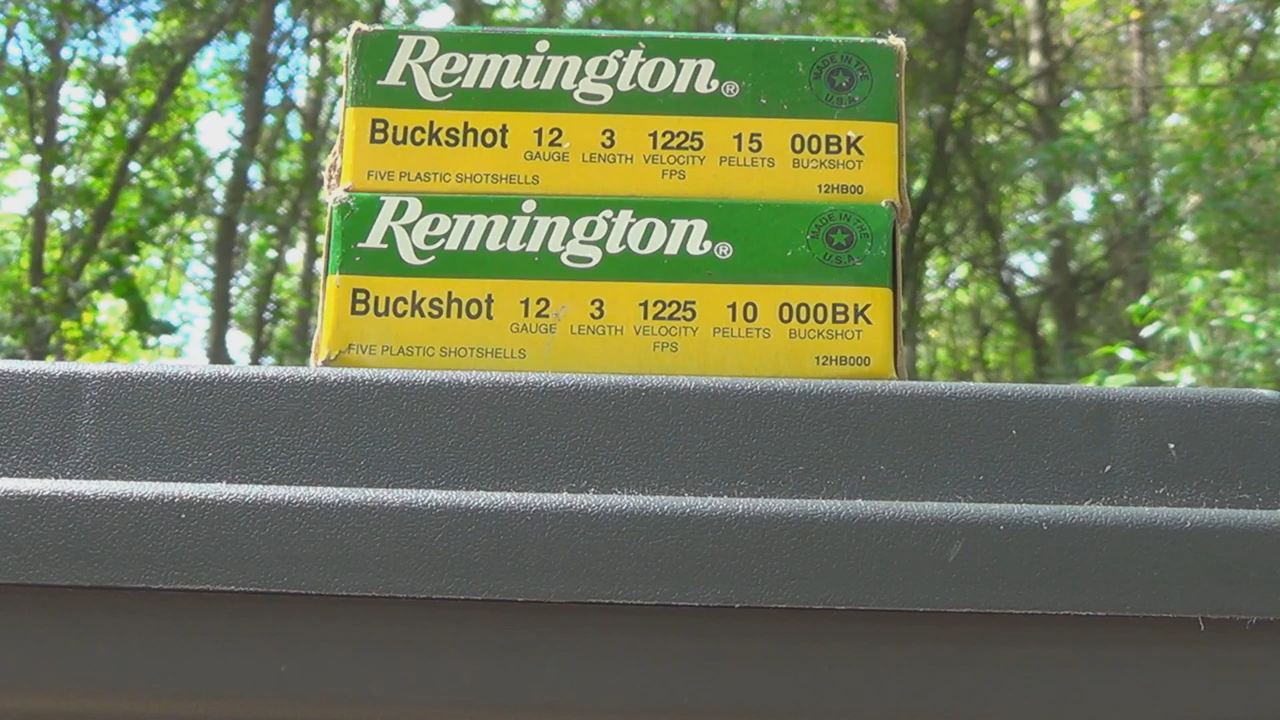 Remington®
MADE IN THE U.S.A.
Buckshot 12 3 1225 15 00BK
GAUGE LENGTH VELOCITY PELLETS BUCKSHOT
FPS
FIVE PLASTIC SHOTSHELLS 12HB00
Remington®
MADE IN THE U.S.A.
Buckshot 12 3 1225 10 000BK
GAUGE LENGTH VELOCITY PELLETS BUCKSHOT
FPS
FIVE PLASTIC SHOTSHELLS 12HB000